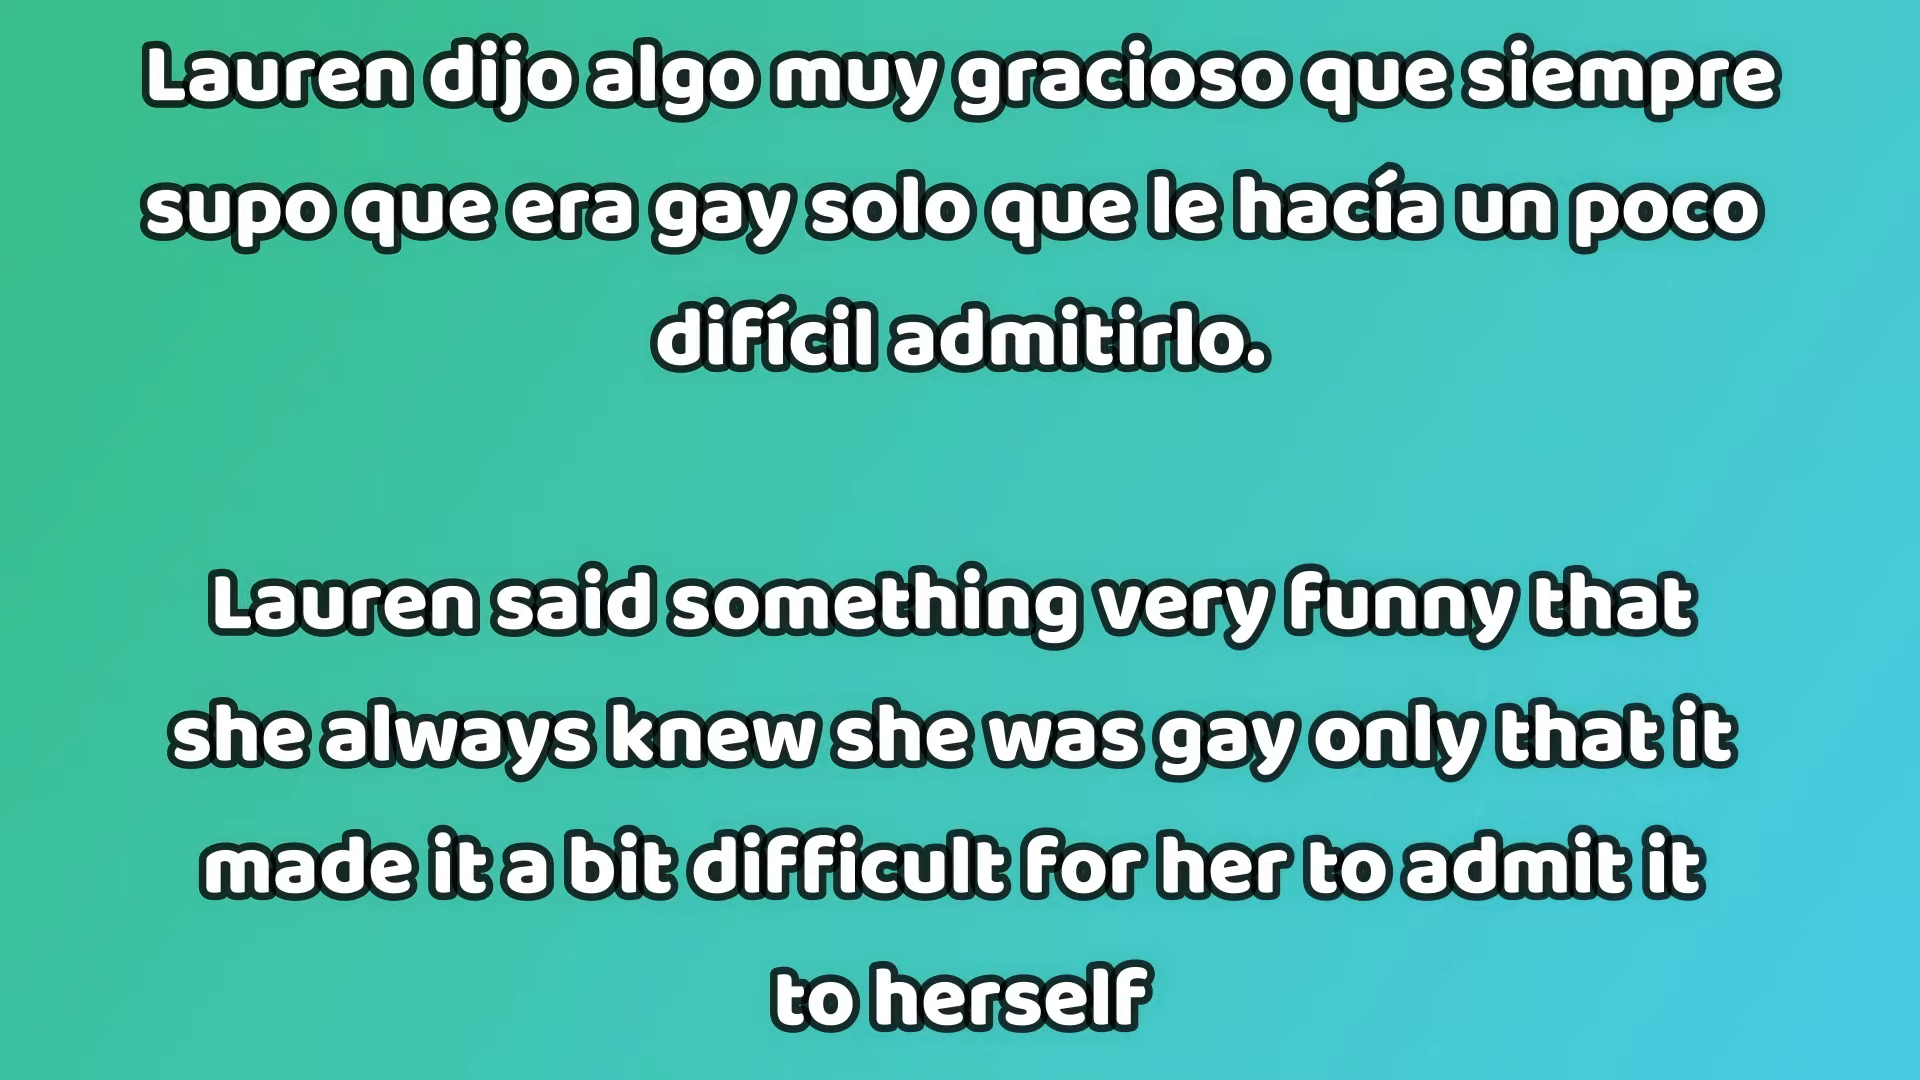 Lauren dijo algo muy gracioso que siempre
supo que era gay solo que le hacía un poco
difícil admitirlo.
Lauren said something very funny that
she always knew she was gay only that it
made it a bit difficult for her to admit it
to herself